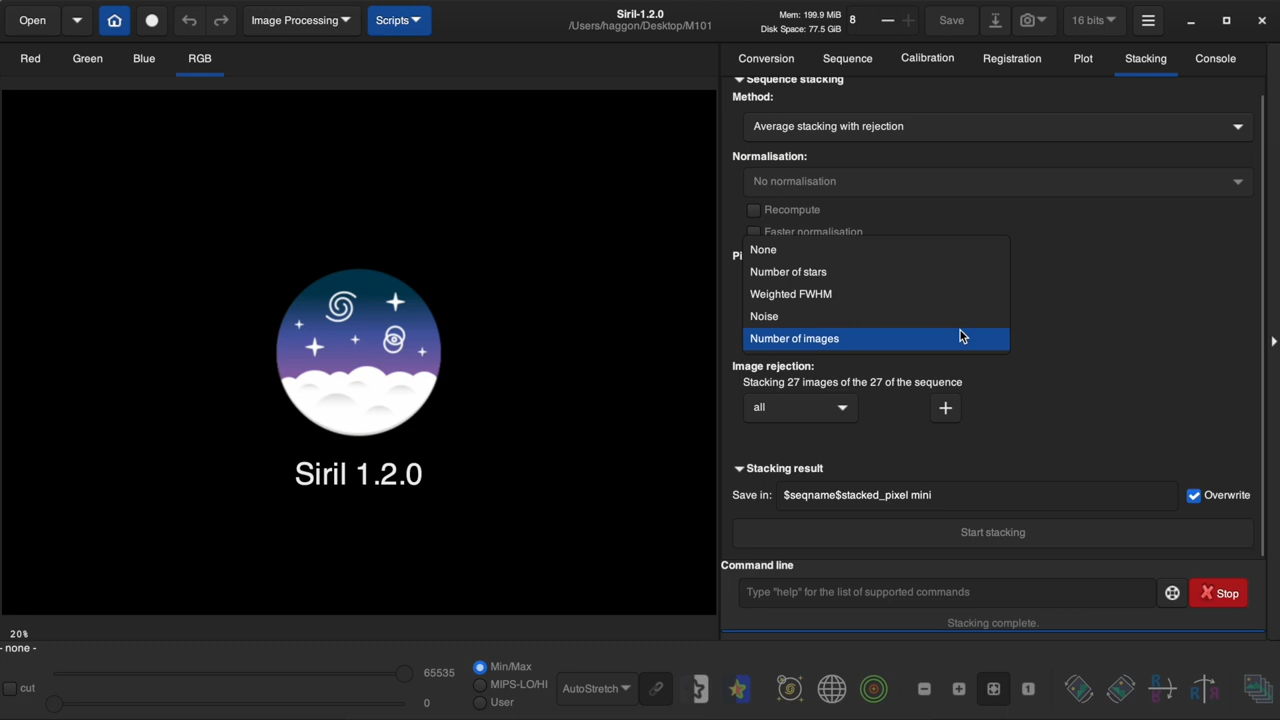 Open
Image Processing
Scripts
Siril-1.2.0
/Users/haggon/Desktop/M101
Mem: 199.9 MiB
Disk Space: 77.5 GiB
8
Save
16 bits
Red
Green
Blue
RGB
Conversion
Sequence
Calibration
Registration
Plot
Stacking
Console
Sequence stacking
Method:
Average stacking with rejection
Normalisation:
No normalisation
Recompute
Faster normalisation
None
Number of stars
Weighted FWHM
Noise
Number of images
Image rejection:
Stacking 27 images of the 27 of the sequence
all
Stacking result
Save in: $seqname$stacked_pixel mini
Overwrite
Start stacking
Command line
Type "help" for the list of supported commands
Stop
Stacking complete.
Siril 1.2.0
20%
- none -
cut
65535
0
Min/Max
MIPS-LO/HI
User
AutoStretch
1